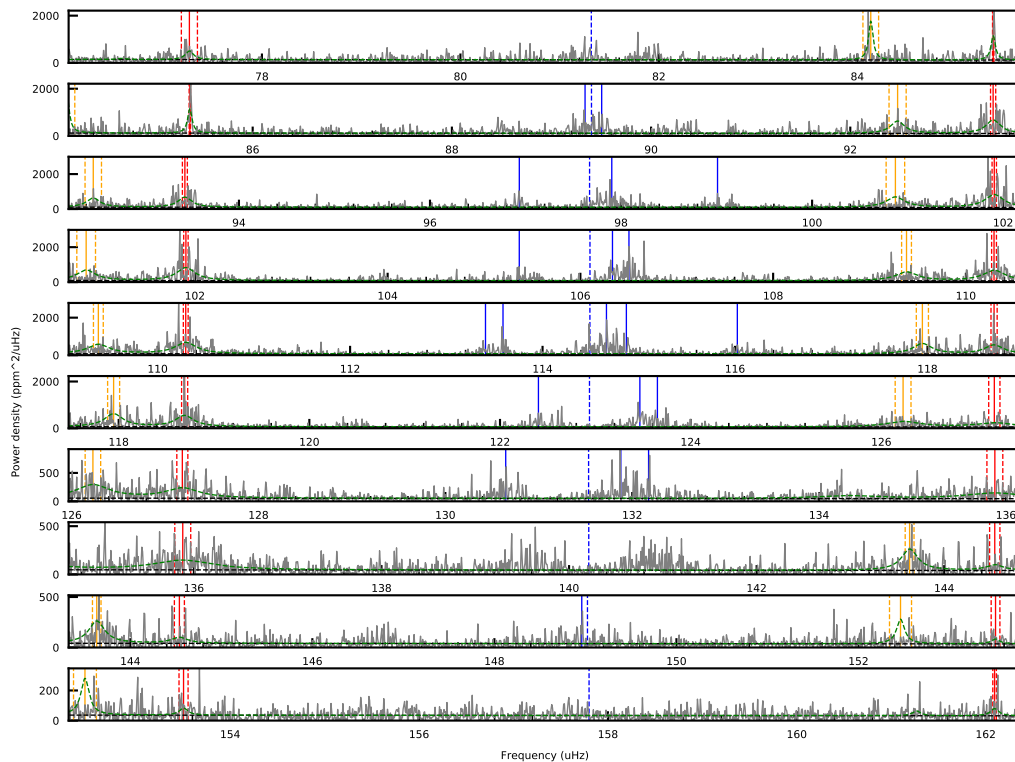 2000
0
78 80 82 84
2000
0
86 88 90 92
2000
0
94 96 98 100 102
2000
0
102 104 106 108 110
2000
0
110 112 114 116 118
2000
0
118 120 122 124 126
500
0
126 128 130 132 134 136
500
0
136 138 140 142 144
500
0
144 146 148 150 152
200
0
154 156 158 160 162
Power density (ppm^2/uHz)
Frequency (uHz)